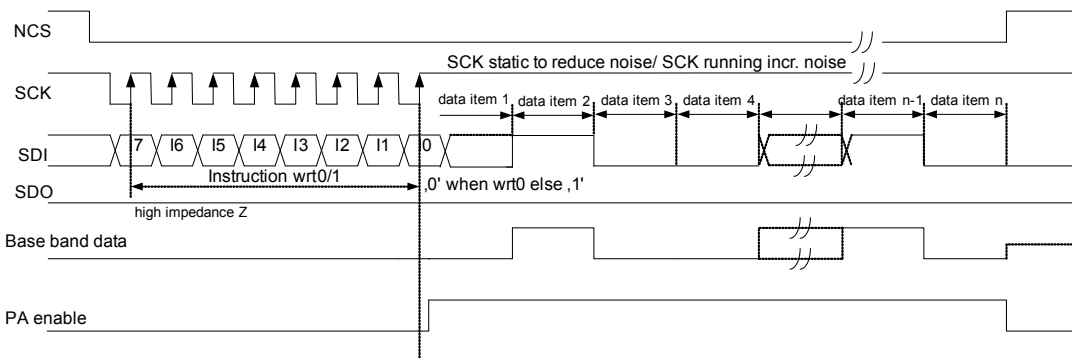 NCS
SCK static to reduce noise/ SCK running incr. noise
SCK
data item 1 data item 2 data item 3 data item 4 data item n-1 data item n
SDI
I7 I6 I5 I4 I3 I2 I1 I0
Instruction wrt0/1
‚0' when wrt0 else ‚1'
SDO
high impedance Z
Base band data
PA enable